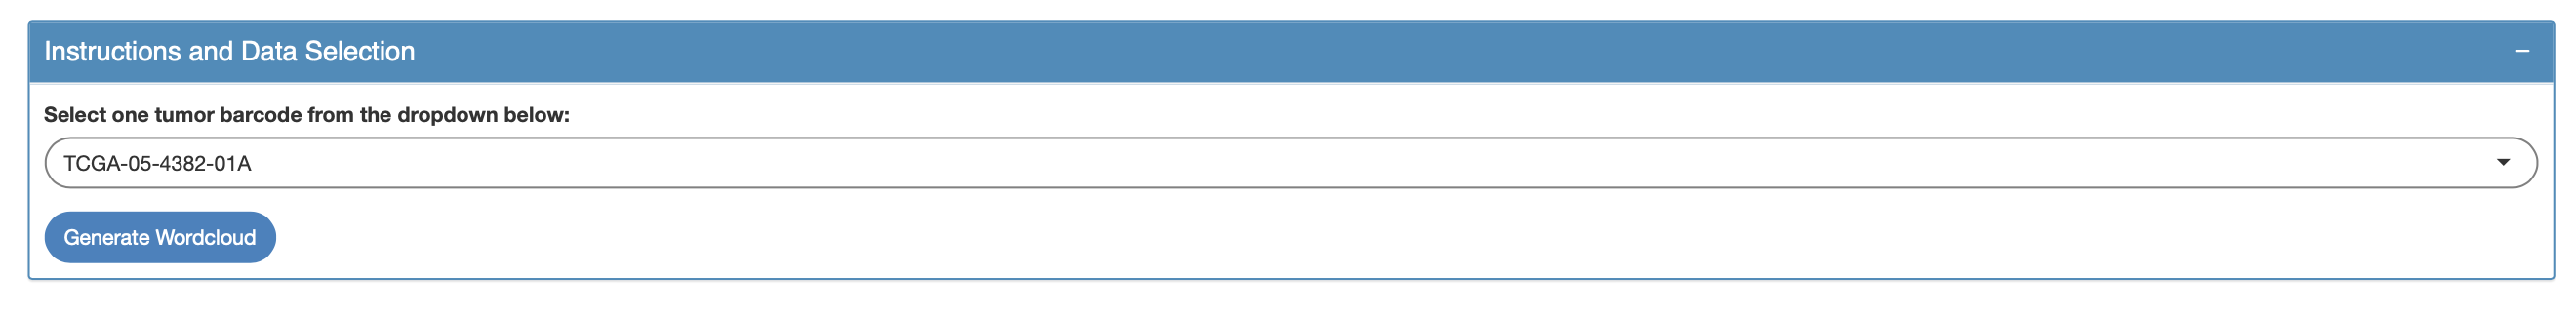 Instructions and Data Selection
Select one tumor barcode from the dropdown below:
TCGA-05-4382-01A
Generate Wordcloud